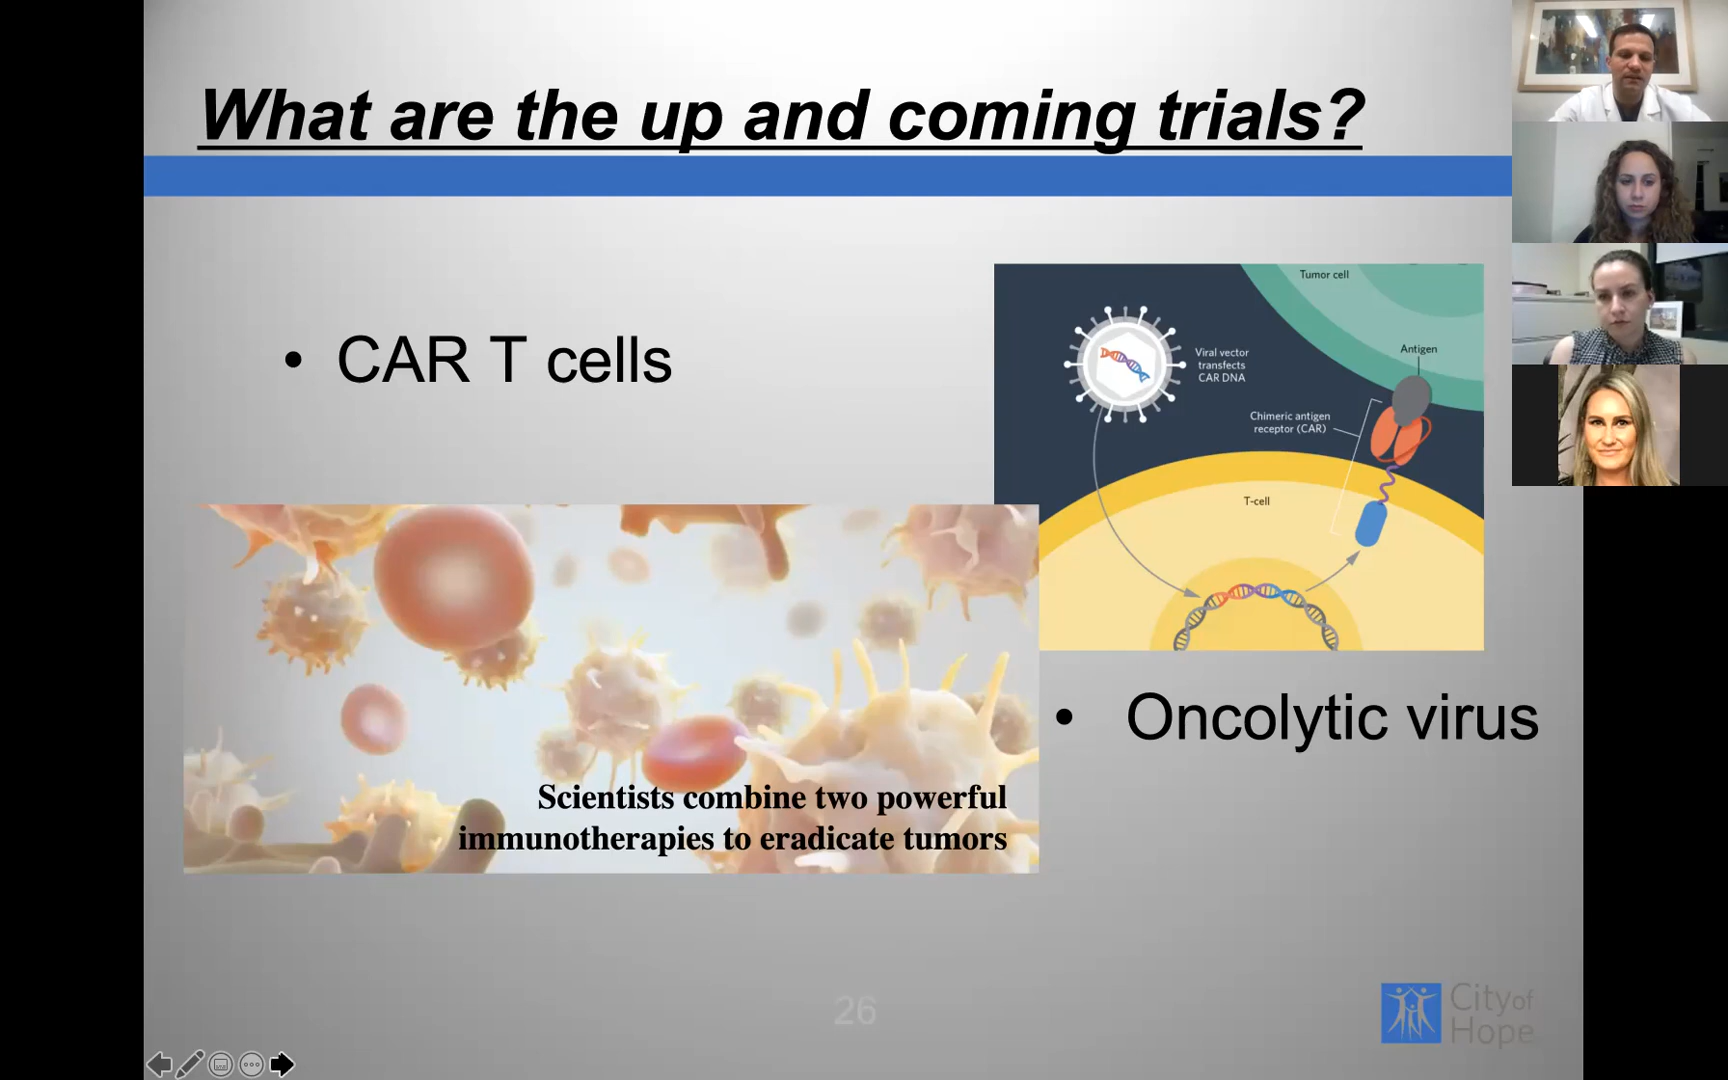 What are the up and coming trials?
• CAR T cells
Tumor cell
Antigen
Viral vector
transfects
CAR DNA
Chimeric antigen
receptor (CAR)
T-cell
Scientists combine two powerful
immunotherapies to eradicate tumors
• Oncolytic virus
26
City of
Hope